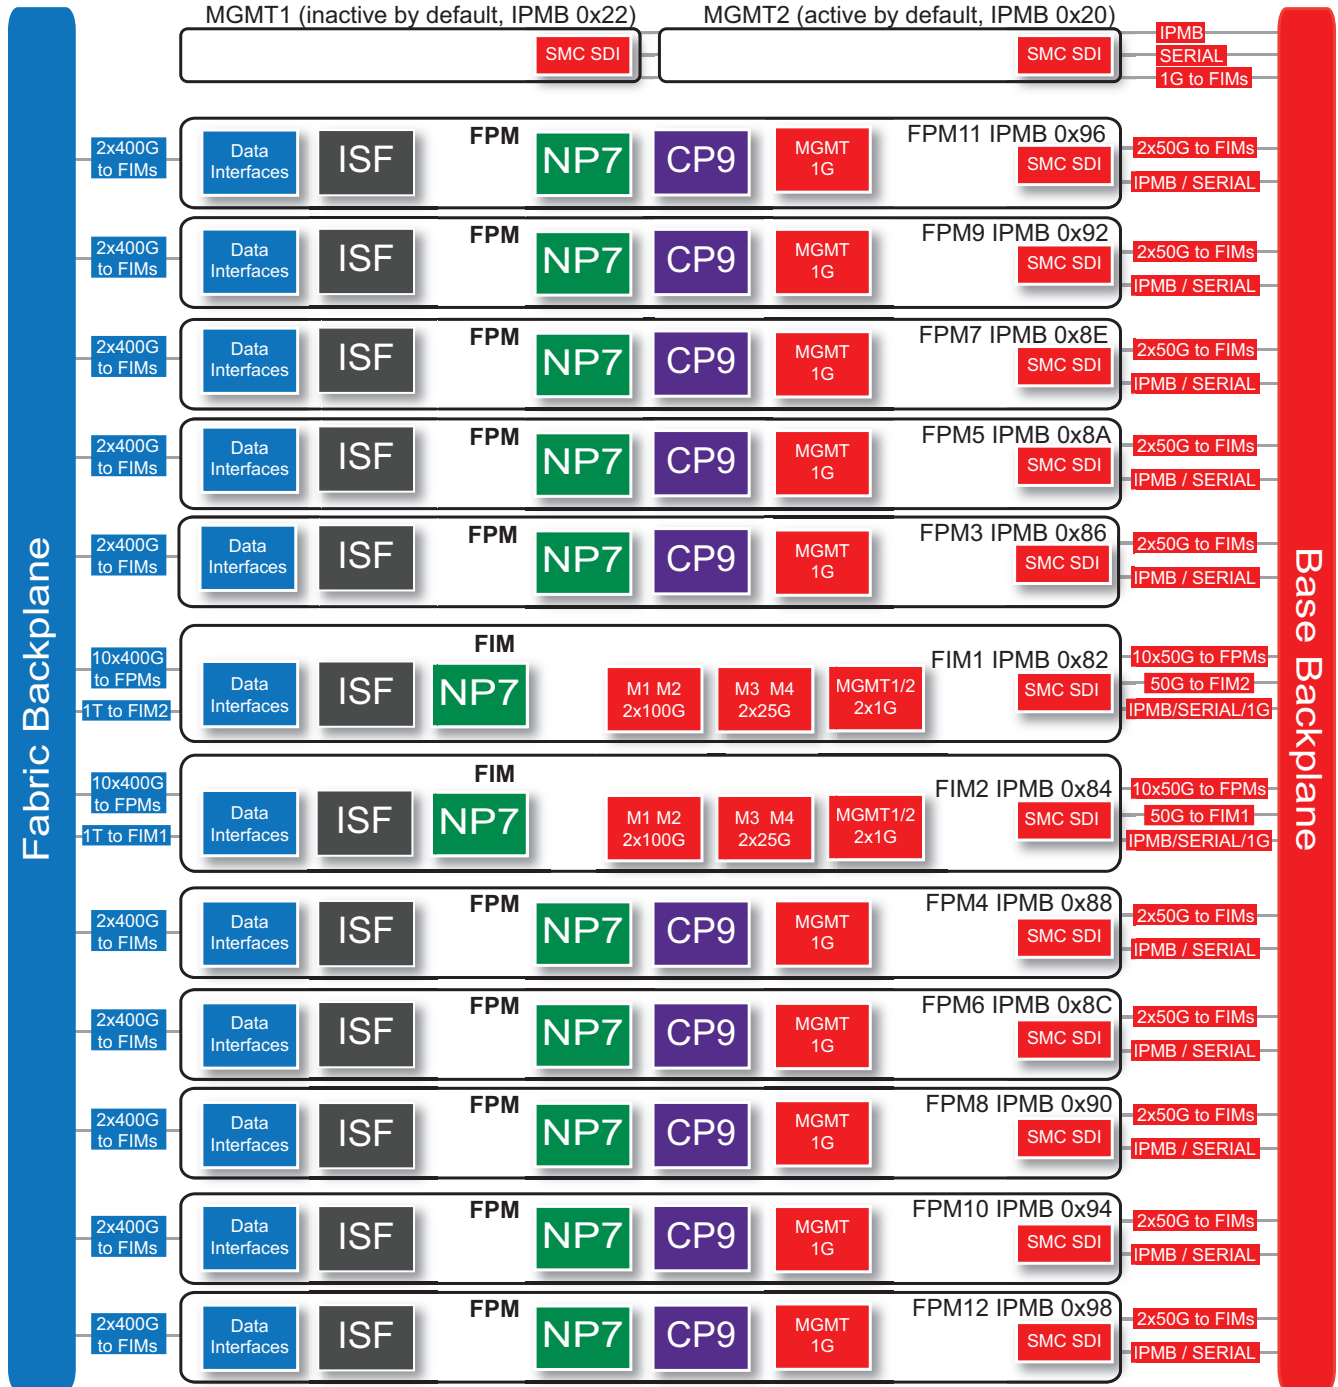 MGMT1 (inactive by default, IPMB 0x22)
MGMT2 (active by default, IPMB 0x20)
SMC SDI
SMC SDI
IPMB
SERIAL
1G to FIMs
Fabric Backplane
Base Backplane
2x400G
to FIMs
Data
Interfaces
ISF
FPM
NP7
CP9
MGMT
1G
FPM11 IPMB 0x96
SMC SDI
2x50G to FIMs
IPMB / SERIAL
2x400G
to FIMs
Data
Interfaces
ISF
FPM
NP7
CP9
MGMT
1G
FPM9 IPMB 0x92
SMC SDI
2x50G to FIMs
IPMB / SERIAL
2x400G
to FIMs
Data
Interfaces
ISF
FPM
NP7
CP9
MGMT
1G
FPM7 IPMB 0x8E
SMC SDI
2x50G to FIMs
IPMB / SERIAL
2x400G
to FIMs
Data
Interfaces
ISF
FPM
NP7
CP9
MGMT
1G
FPM5 IPMB 0x8A
SMC SDI
2x50G to FIMs
IPMB / SERIAL
2x400G
to FIMs
Data
Interfaces
ISF
FPM
NP7
CP9
MGMT
1G
FPM3 IPMB 0x86
SMC SDI
2x50G to FIMs
IPMB / SERIAL
10x400G
to FPMs
1T to FIM2
Data
Interfaces
ISF
FIM
NP7
M1 M2
2x100G
M3 M4
2x25G
MGMT1/2
2x1G
FIM1 IPMB 0x82
SMC SDI
10x50G to FPMs
50G to FIM2
IPMB/SERIAL/1G
10x400G
to FPMs
1T to FIM1
Data
Interfaces
ISF
FIM
NP7
M1 M2
2x100G
M3 M4
2x25G
MGMT1/2
2x1G
FIM2 IPMB 0x84
SMC SDI
10x50G to FPMs
50G to FIM1
IPMB/SERIAL/1G
2x400G
to FIMs
Data
Interfaces
ISF
FPM
NP7
CP9
MGMT
1G
FPM4 IPMB 0x88
SMC SDI
2x50G to FIMs
IPMB / SERIAL
2x400G
to FIMs
Data
Interfaces
ISF
FPM
NP7
CP9
MGMT
1G
FPM6 IPMB 0x8C
SMC SDI
2x50G to FIMs
IPMB / SERIAL
2x400G
to FIMs
Data
Interfaces
ISF
FPM
NP7
CP9
MGMT
1G
FPM8 IPMB 0x90
SMC SDI
2x50G to FIMs
IPMB / SERIAL
2x400G
to FIMs
Data
Interfaces
ISF
FPM
NP7
CP9
MGMT
1G
FPM10 IPMB 0x94
SMC SDI
2x50G to FIMs
IPMB / SERIAL
2x400G
to FIMs
Data
Interfaces
ISF
FPM
NP7
CP9
MGMT
1G
FPM12 IPMB 0x98
SMC SDI
2x50G to FIMs
IPMB / SERIAL